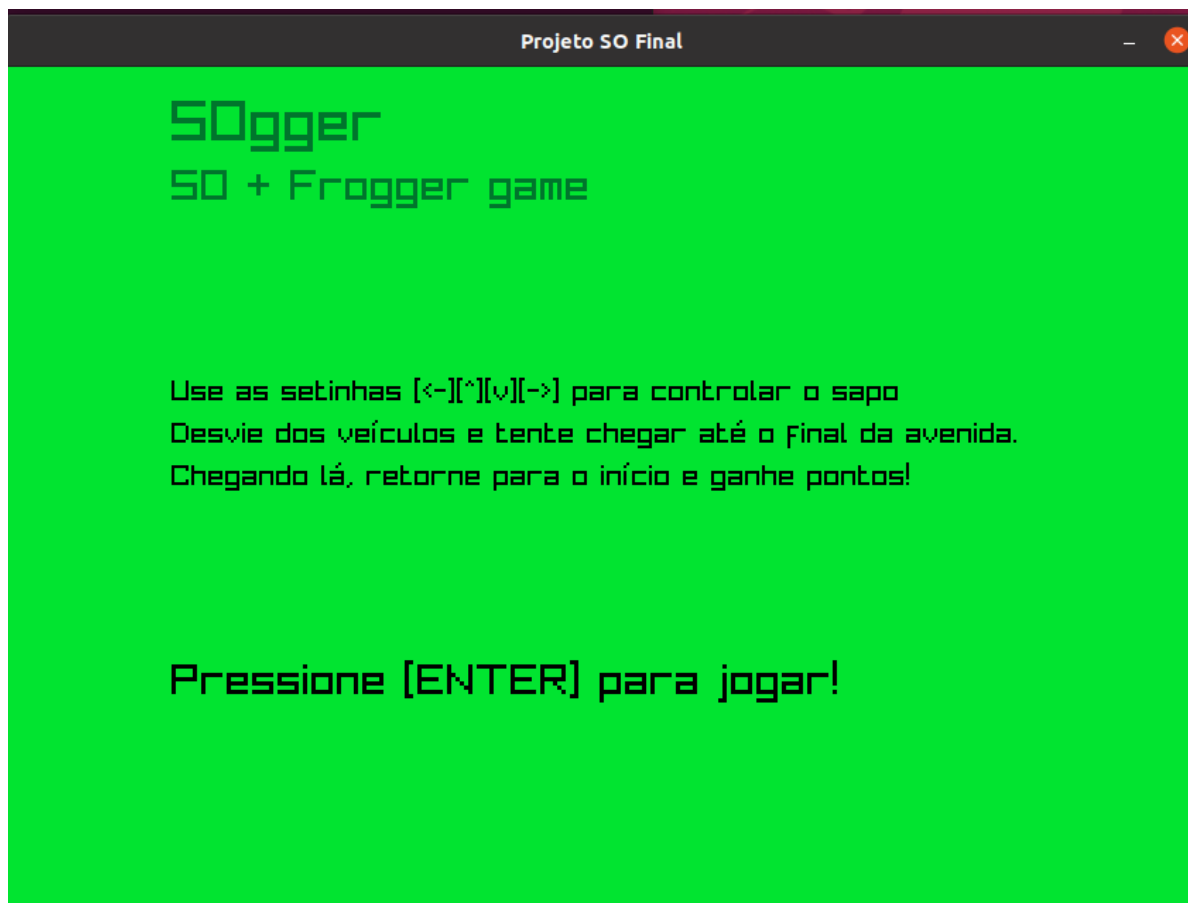 Projeto SO Final
SOgger
SO + Frogger game
Use as setinhas [<-][^][v][->] para controlar o sapo
Desvie dos veículos e tente chegar até o final da avenida.
Chegando lá, retorne para o início e ganhe pontos!
Pressione [ENTER] para jogar!